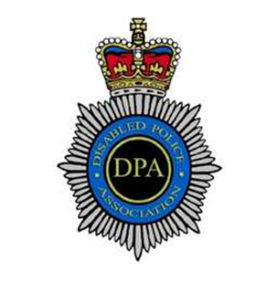 DISABLED POLICE
DPA
ASSOCIATION